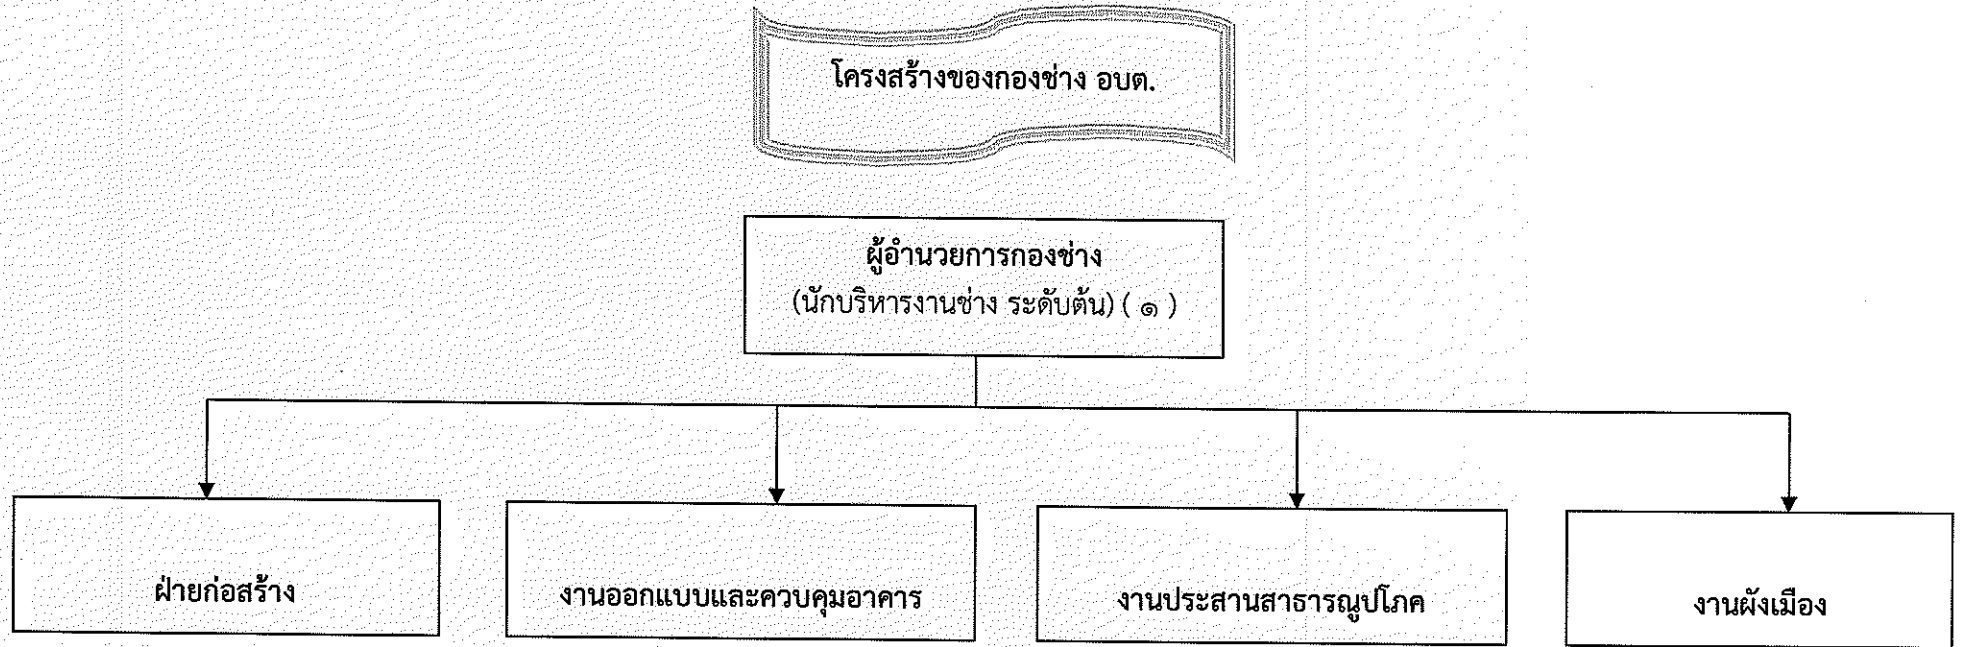 โครงสร้างของกองช่าง อบต.
ผู้อำนวยการกองช่าง
(นักบริหารงานช่าง ระดับต้น) ( ๑ )
ฝ่ายก่อสร้าง
งานออกแบบและควบคุมอาคาร
งานประสานสาธารณูปโภค
งานผังเมือง